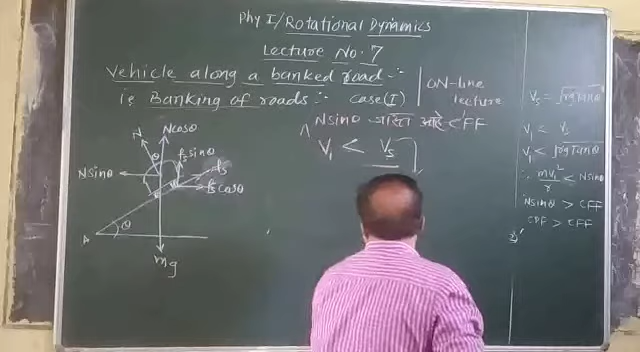 Phy I/Rotational Dynamics
Lecture No. 7
Vehicle along a banked road :-
ie Banking of roads :- Case (I)
ON-line
lecture
Nsinθ जास्त आहे CFF
V₁ < Vs
N
Ncosθ
fs sinθ
fs
Nsinθ
fs cosθ
θ
θ
A
θ
mg
Vs = √rg Tanθ
V₁ < Vs
V₁ < √rg Tanθ
∴ mv₁²/r < Nsinθ
Nsinθ > CFF
CPF > CFF